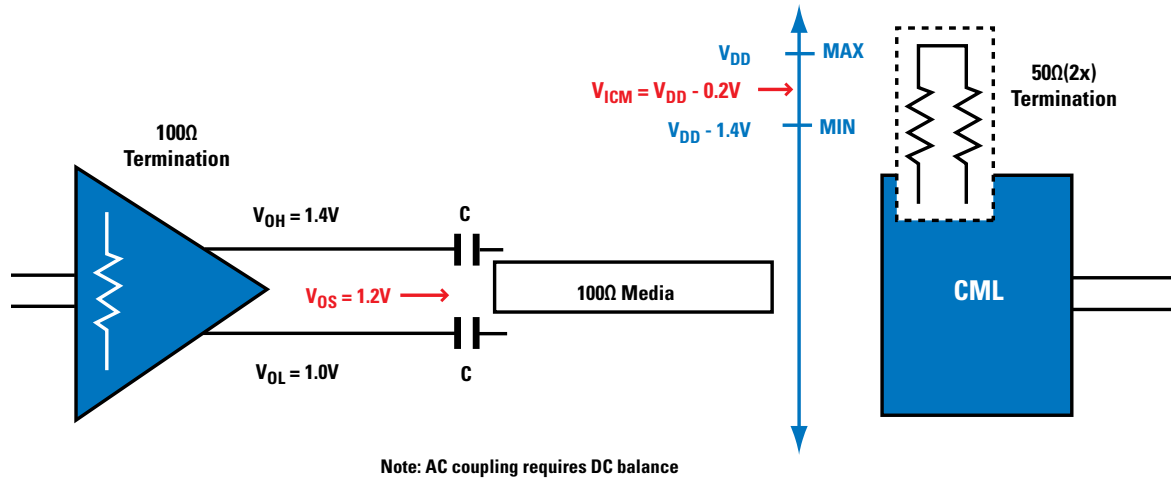 100Ω
Termination
V_OH = 1.4V
C
V_OS = 1.2V
100Ω Media
V_OL = 1.0V
C
V_DD
MAX
V_ICM = V_DD - 0.2V
V_DD - 1.4V
MIN
50Ω(2x)
Termination
CML
Note: AC coupling requires DC balance